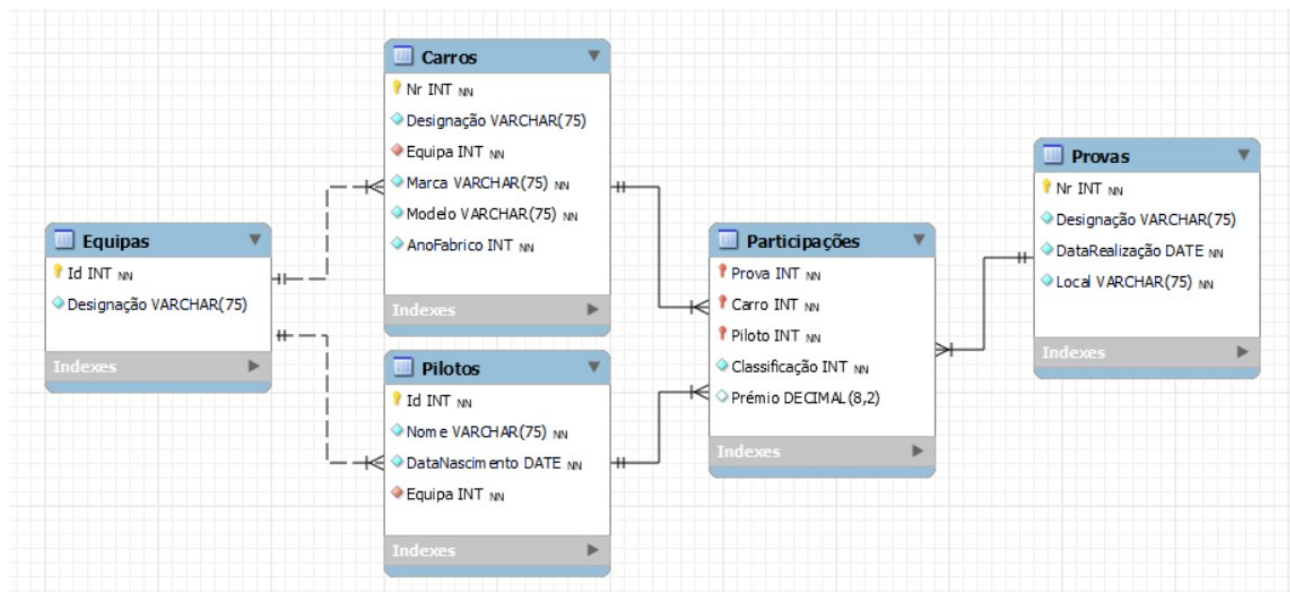 Equipas
Id INT NN
Designação VARCHAR(75)
Indexes
Carros
Nr INT NN
Designação VARCHAR(75)
Equipa INT NN
Marca VARCHAR(75) NN
Modelo VARCHAR(75) NN
AnoFabrico INT NN
Indexes
Pilotos
Id INT NN
Nome VARCHAR(75) NN
DataNascimento DATE NN
Equipa INT NN
Indexes
Participações
Prova INT NN
Carro INT NN
Piloto INT NN
Classificação INT NN
Prémio DECIMAL(8,2)
Indexes
Provas
Nr INT NN
Designação VARCHAR(75)
DataRealização DATE NN
Local VARCHAR(75) NN
Indexes